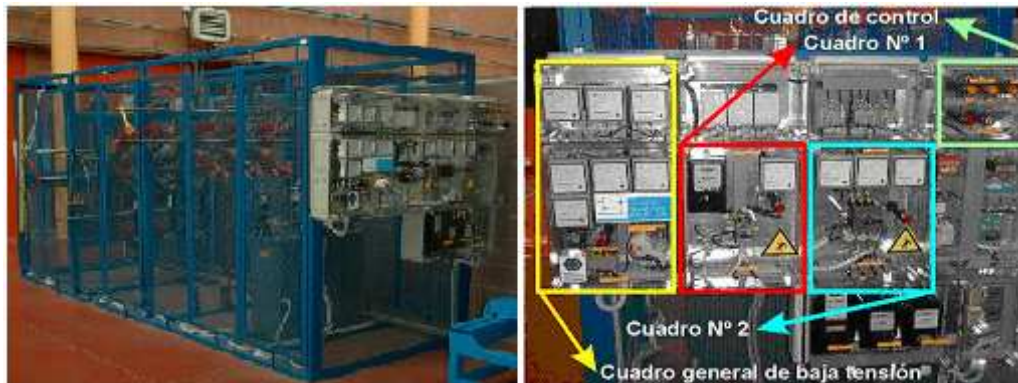 Cuadro de control
Cuadro Nº 1
Cuadro Nº 2
Cuadro general de baja tensión